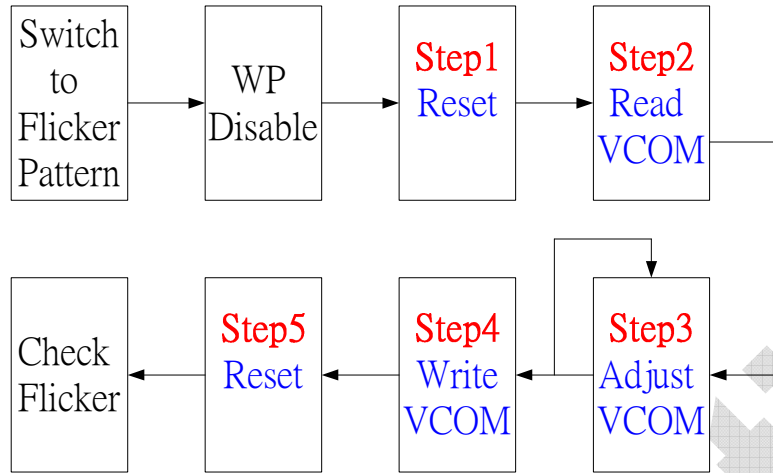 Switch
to
Flicker
Pattern
WP
Disable
Step1
Reset
Step2
Read
VCOM
Check
Flicker
Step5
Reset
Step4
Write
VCOM
Step3
Adjust
VCOM